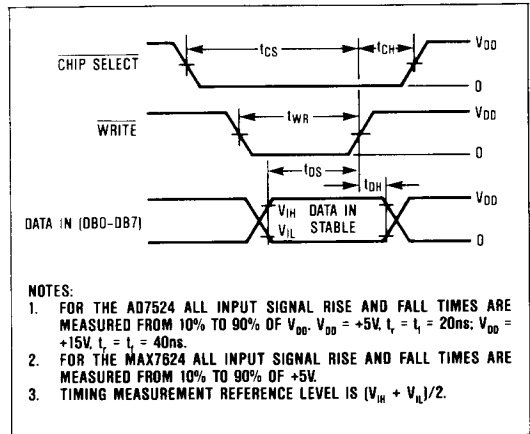 tCS
tCH
VDD
CHIP SELECT
0
tWR
VDD
WRITE
0
tDS
tDH
VDD
VIH DATA IN
DATA IN (DB0-DB7)
VIL STABLE
0
NOTES:
1. FOR THE AD7524 ALL INPUT SIGNAL RISE AND FALL TIMES ARE
MEASURED FROM 10% TO 90% OF VDD. VDD = +5V, tr = tf = 20ns; VDD =
+15V, tr = tf = 40ns.
2. FOR THE MAX7624 ALL INPUT SIGNAL RISE AND FALL TIMES ARE
MEASURED FROM 10% TO 90% OF +5V.
3. TIMING MEASUREMENT REFERENCE LEVEL IS (VIH + VIL)/2.